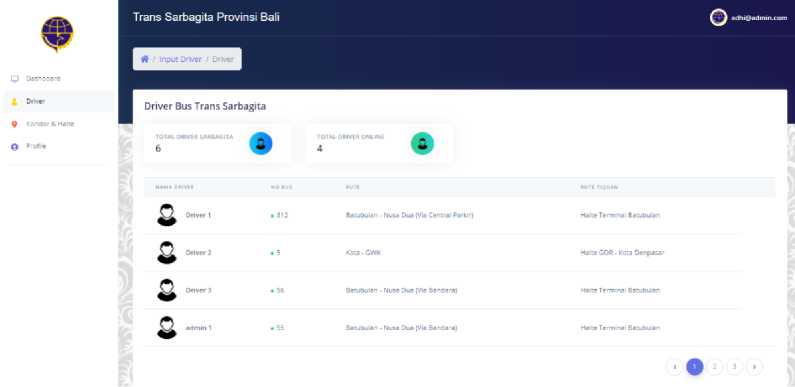 Trans Sarbagita Provinsi Bali
adhi@admin.com
/ Input Driver / Driver
Dashboard
Driver
Koridor & Halte
Profile
Driver Bus Trans Sarbagita
TOTAL DRIVER SARBAGITA
6
TOTAL DRIVER ONLINE
4
NAMA DRIVER NO BUS RUTE RUTE TUJUAN
Driver 1 312 Batubulan - Nusa Dua (Via Central Parkir) Halte Terminal Batubulan
Driver 2 5 Kota - GWK Halte GOR - Kota Denpasar
Driver 3 56 Batubulan - Nusa Dua (Via Bandara) Halte Terminal Batubulan
admin 1 55 Batubulan - Nusa Dua (Via Bandara) Halte Terminal Batubulan
‹ 1 2 3 ›